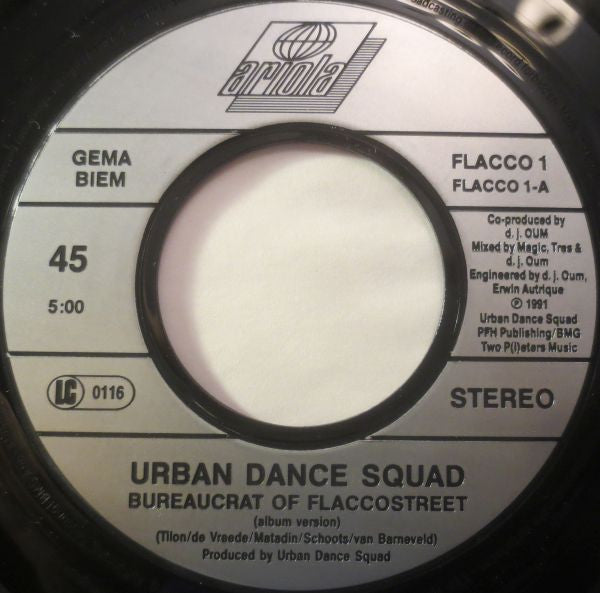 ariola
GEMA
BIEM
FLACCO 1
FLACCO 1-A
45
5:00
Co-produced by
d. j. OUM
Mixed by Magic, Tres &
d. j. Oum
Engineered by d. j. Oum,
Erwin Autrique
℗ 1991
Urban Dance Squad
PFH Publishing/BMG
Two P(i)eters Music
LC 0116
STEREO
URBAN DANCE SQUAD
BUREAUCRAT OF FLACCOSTREET
(album version)
(Tilon/de Vreede/Matadin/Schoots/van Barneveld)
Produced by Urban Dance Squad